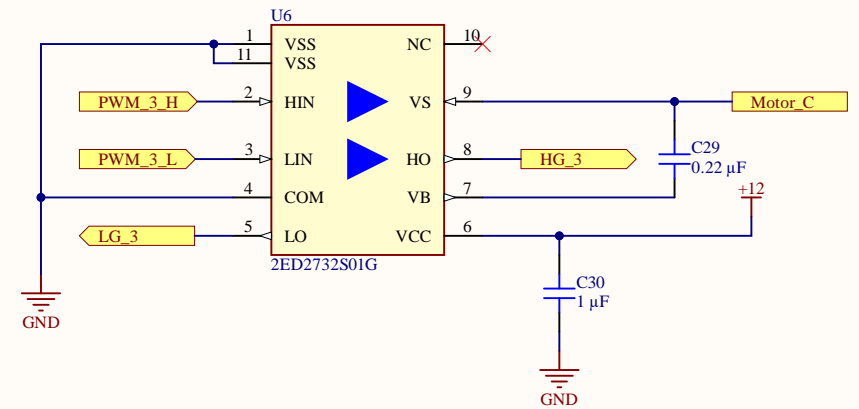 U6
1 VSS NC 10
11 VSS
PWM_3_H 2 HIN VS 9 Motor_C
PWM_3_L 3 LIN HO 8 HG_3 C29
0.22 µF
4 COM VB 7 +12
LG_3 5 LO VCC 6
2ED2732S01G
C30
1 µF
GND
GND